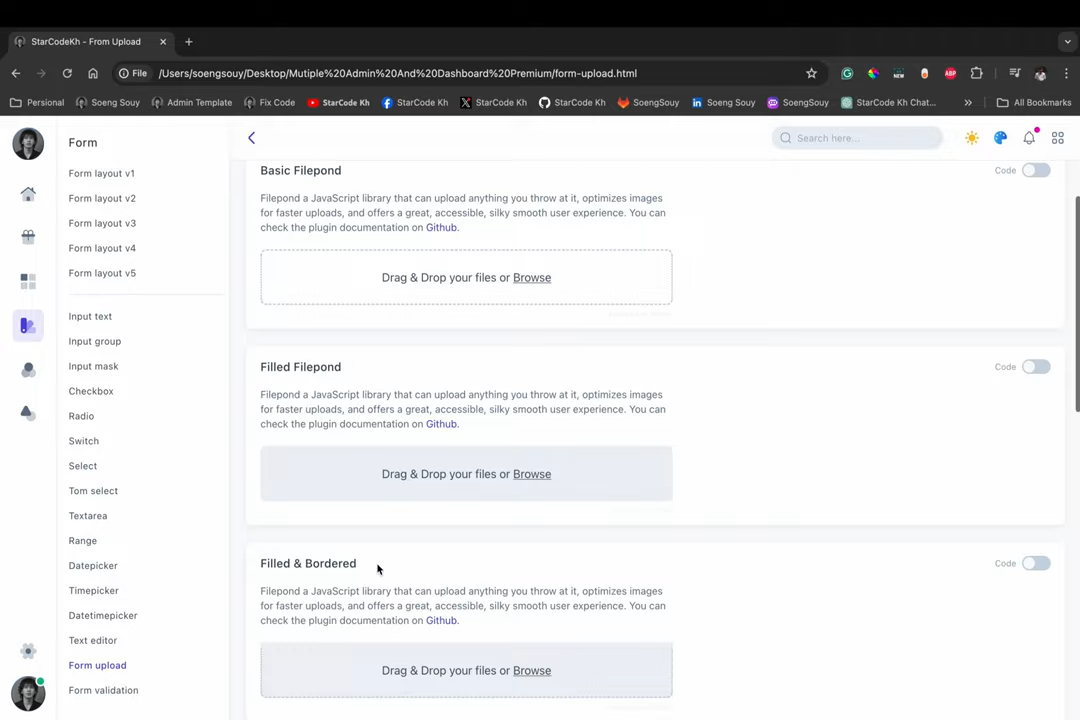 StarCodeKh - From Upload
File
/Users/soengsouy/Desktop/Mutiple%20Admin%20And%20Dashboard%20Premium/form-upload.html
ABP
Personal
Soeng Souy
Admin Template
Fix Code
StarCode Kh
StarCode Kh
StarCode Kh
StarCode Kh
SoengSouy
Soeng Souy
SoengSouy
StarCode Kh Chat...
All Bookmarks
Form
Search here...
Form layout v1
Form layout v2
Form layout v3
Form layout v4
Form layout v5
Input text
Input group
Input mask
Checkbox
Radio
Switch
Select
Tom select
Textarea
Range
Datepicker
Timepicker
Datetimepicker
Text editor
Form upload
Form validation
Basic Filepond
Code
Filepond a JavaScript library that can upload anything you throw at it, optimizes images
for faster uploads, and offers a great, accessible, silky smooth user experience. You can
check the plugin documentation on Github.
Drag & Drop your files or Browse
Filled Filepond
Code
Filepond a JavaScript library that can upload anything you throw at it, optimizes images
for faster uploads, and offers a great, accessible, silky smooth user experience. You can
check the plugin documentation on Github.
Drag & Drop your files or Browse
Filled & Bordered
Code
Filepond a JavaScript library that can upload anything you throw at it, optimizes images
for faster uploads, and offers a great, accessible, silky smooth user experience. You can
check the plugin documentation on Github.
Drag & Drop your files or Browse